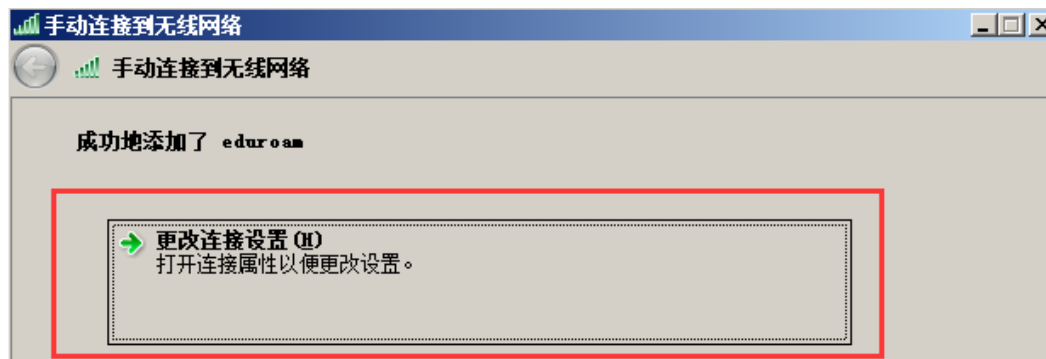 手动连接到无线网络
手动连接到无线网络
成功地添加了 eduroam
更改连接设置(H)
打开连接属性以便更改设置。